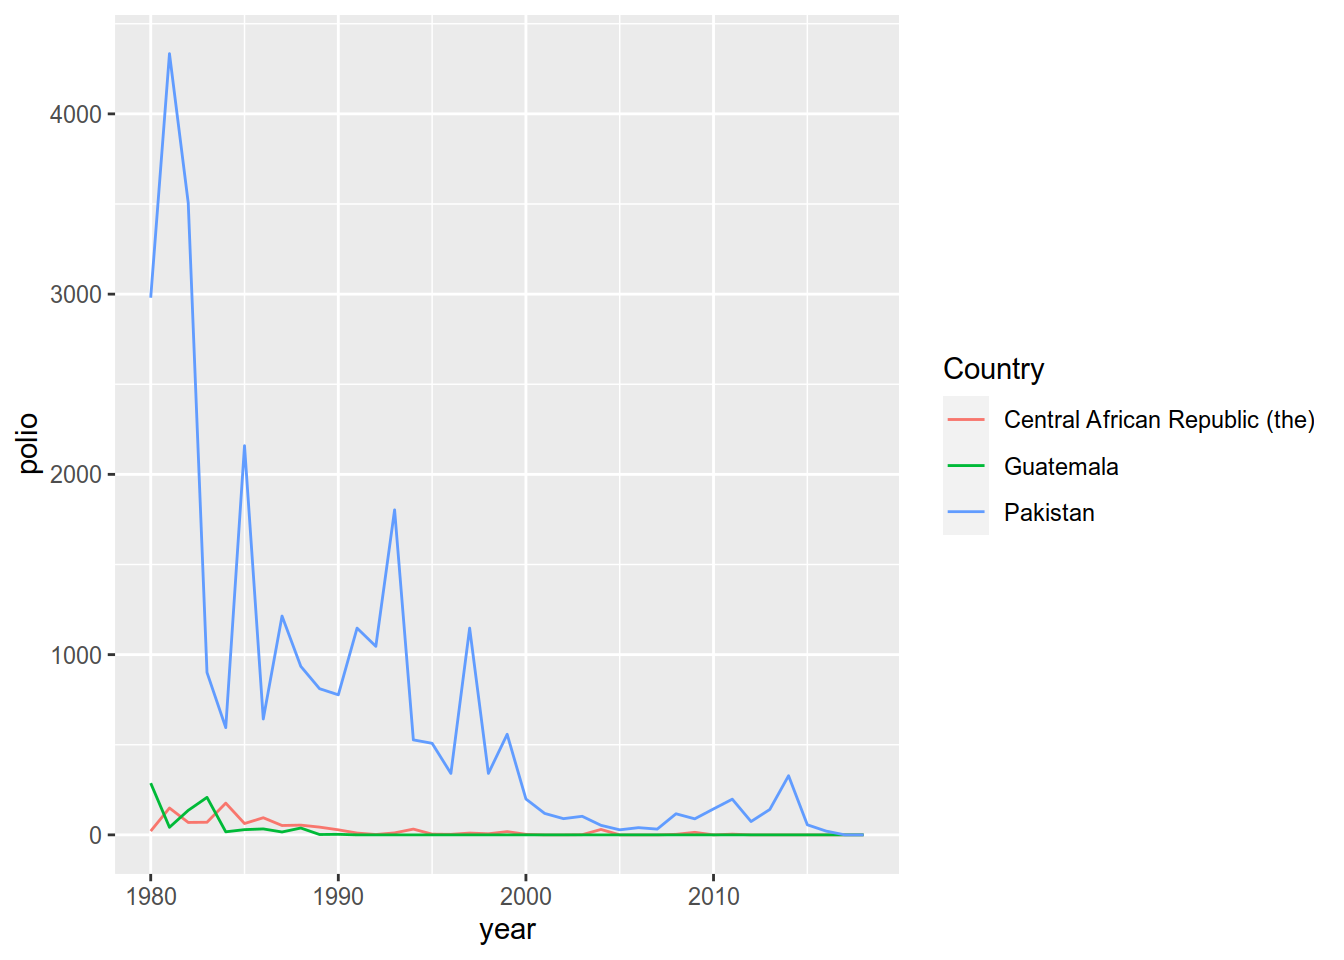 4000
3000
2000
1000
0
polio
1980 1990 2000 2010
year
Country
Central African Republic (the)
Guatemala
Pakistan